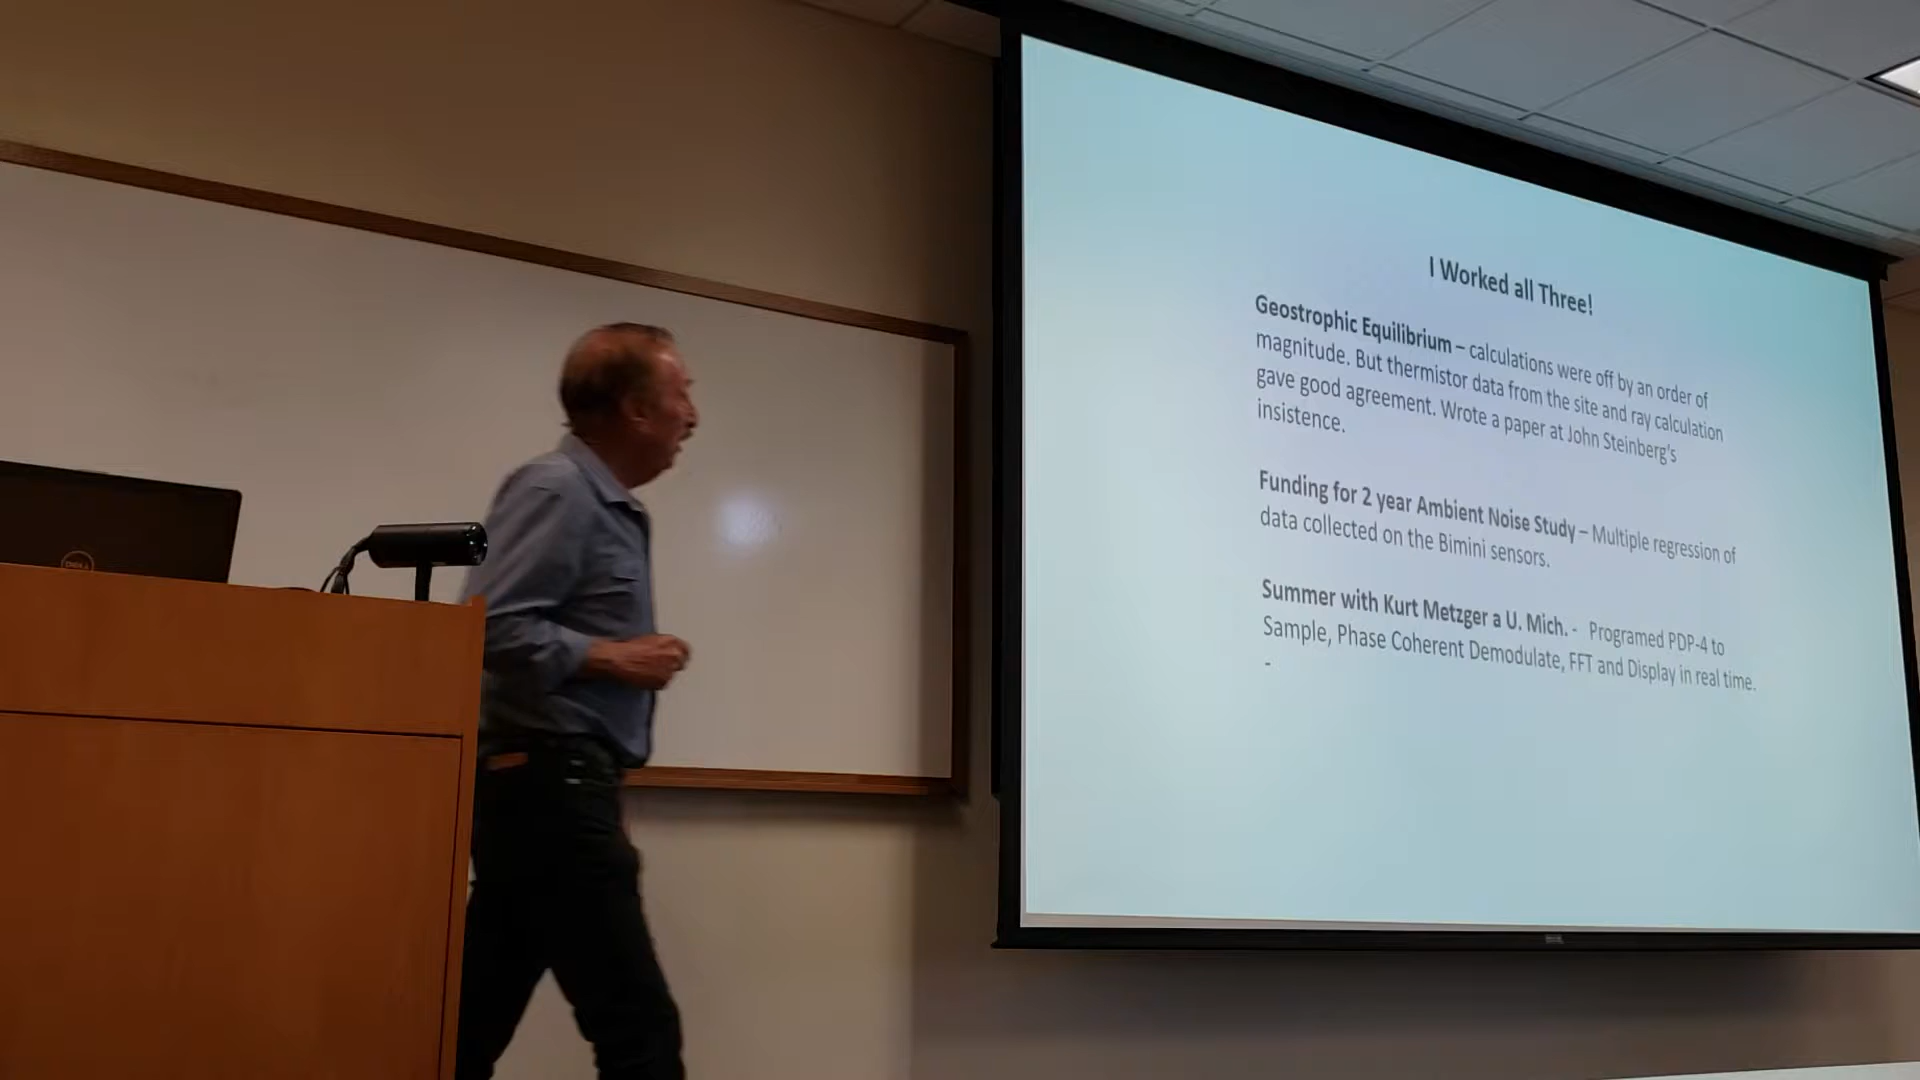 I Worked all Three!
Geostrophic Equilibrium – calculations were off by an order of
magnitude. But thermistor data from the site and ray calculation
gave good agreement. Wrote a paper at John Steinberg's
insistence.
Funding for 2 year Ambient Noise Study – Multiple regression of
data collected on the Bimini sensors.
Summer with Kurt Metzger a U. Mich. - Programed PDP-4 to
Sample, Phase Coherent Demodulate, FFT and Display in real time.
-